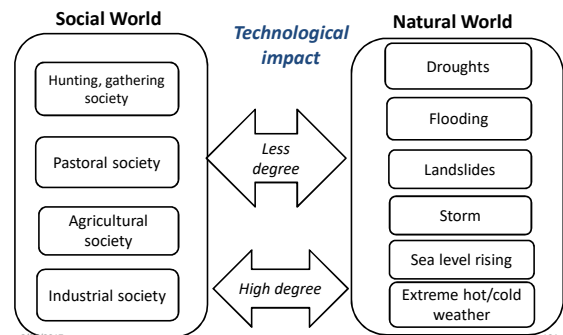 Social World
Technological
impact
Natural World
Hunting, gathering
society
Pastoral society
Agricultural
society
Industrial society
Less
degree
High degree
Droughts
Flooding
Landslides
Storm
Sea level rising
Extreme hot/cold
weather